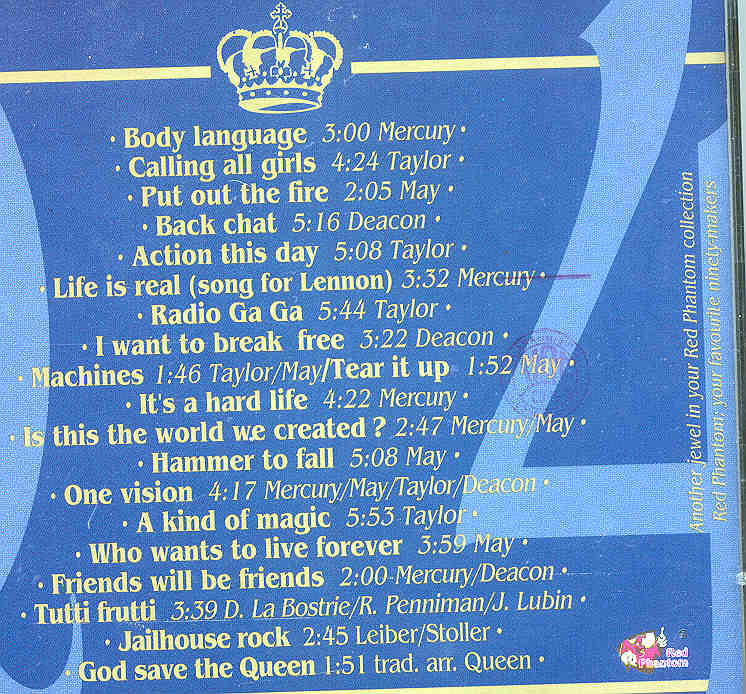 · Body language 3:00 Mercury ·
· Calling all girls 4:24 Taylor ·
· Put out the fire 2:05 May ·
· Back chat 5:16 Deacon ·
· Action this day 5:08 Taylor ·
· Life is real (song for Lennon) 3:32 Mercury ·
· Radio Ga Ga 5:44 Taylor ·
· I want to break free 3:22 Deacon ·
· Machines 1:46 Taylor/May/Tear it up 1:52 May ·
· It's a hard life 4:22 Mercury ·
· Is this the world we created ? 2:47 Mercury/May ·
· Hammer to fall 5:08 May ·
· One vision 4:17 Mercury/May/Taylor/Deacon ·
· A kind of magic 5:53 Taylor ·
· Who wants to live forever 3:59 May ·
· Friends will be friends 2:00 Mercury/Deacon ·
· Tutti frutti 3:39 D. La Bostrie/R. Penniman/J. Lubin ·
· Jailhouse rock 2:45 Leiber/Stoller ·
· God save the Queen 1:51 trad. arr. Queen ·
Another jewel in your Red Phantom collection
Red Phantom; your favourite ninety-makers
Red
Phantom